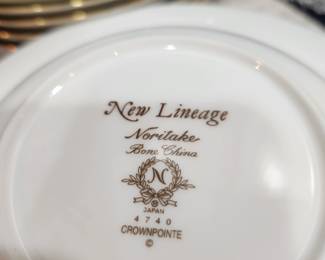 New Lineage
Noritake
Bone China
N
JAPAN
4740
CROWNPOINTE
©